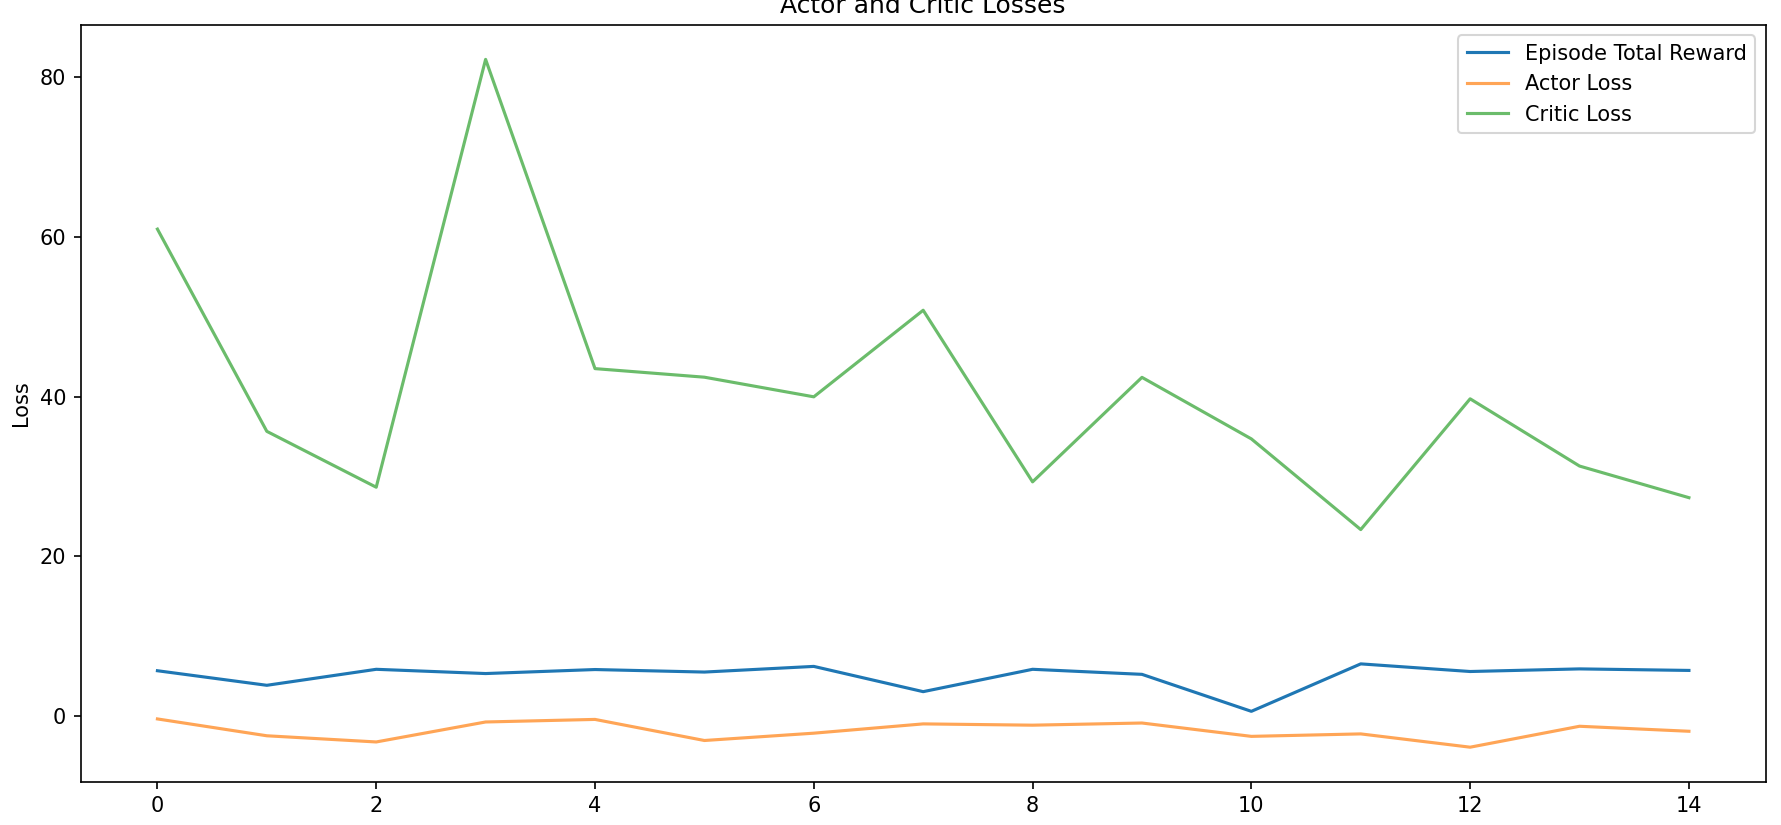 Actor and Critic Losses
Episode Total Reward
Actor Loss
Critic Loss
Loss
80
60
40
20
0
0 2 4 6 8 10 12 14